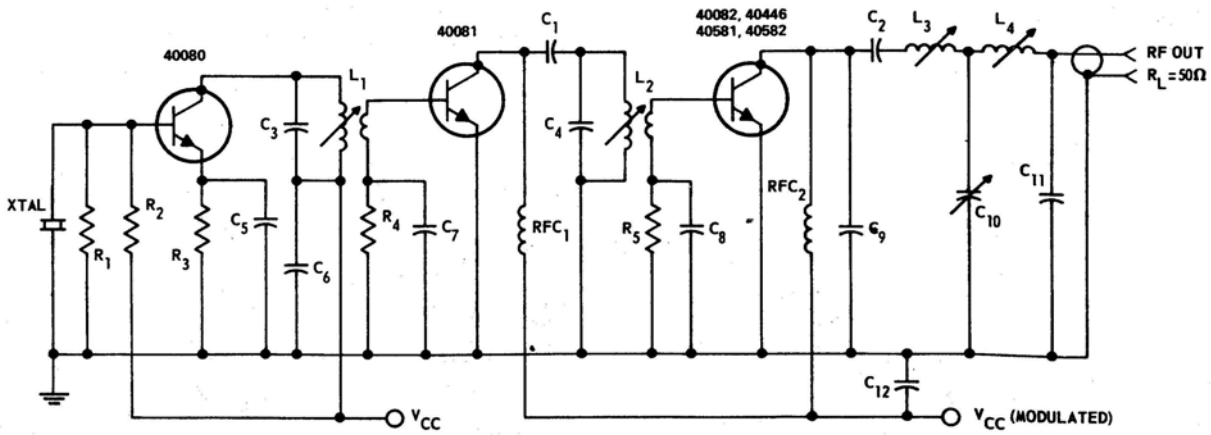 40080
40081
40082, 40446
40581, 40582
C1
C2
L3
L4
RF OUT
RL = 50Ω
L1
L2
C3
C4
XTAL
R1
R2
R3
C5
C6
R4
C7
RFC1
R5
C8
RFC2
C9
C10
C11
C12
VCC
VCC (MODULATED)